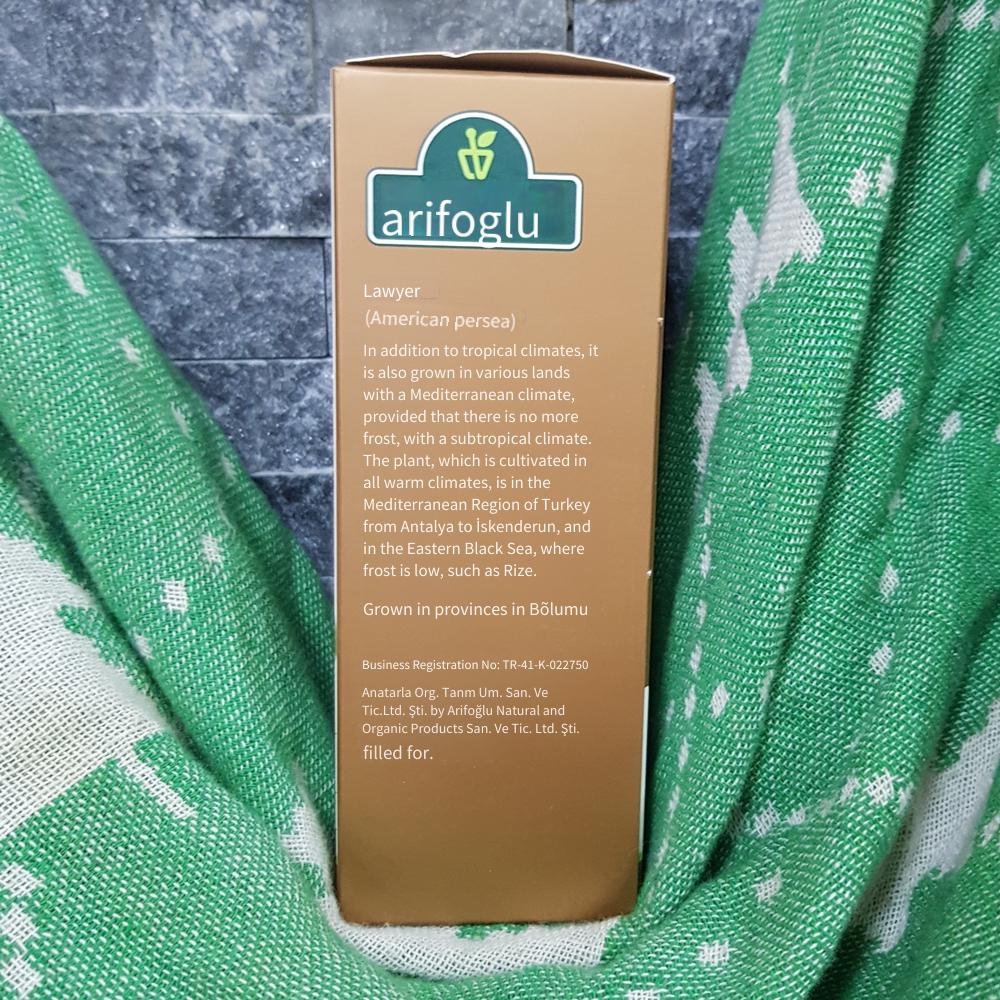 arifoglu
Lawyer
(American persea)
In addition to tropical climates, it
is also grown in various lands
with a Mediterranean climate,
provided that there is no more
frost, with a subtropical climate.
The plant, which is cultivated in
all warm climates, is in the
Mediterranean Region of Turkey
from Antalya to İskenderun, and
in the Eastern Black Sea, where
frost is low, such as Rize.
Grown in provinces in Bõlumu
Business Registration No: TR-41-K-022750
Anatarla Org. Tanm Um. San. Ve
Tic.Ltd. Şti. by Arifoğlu Natural and
Organic Products San. Ve Tic. Ltd. Şti.
filled for.